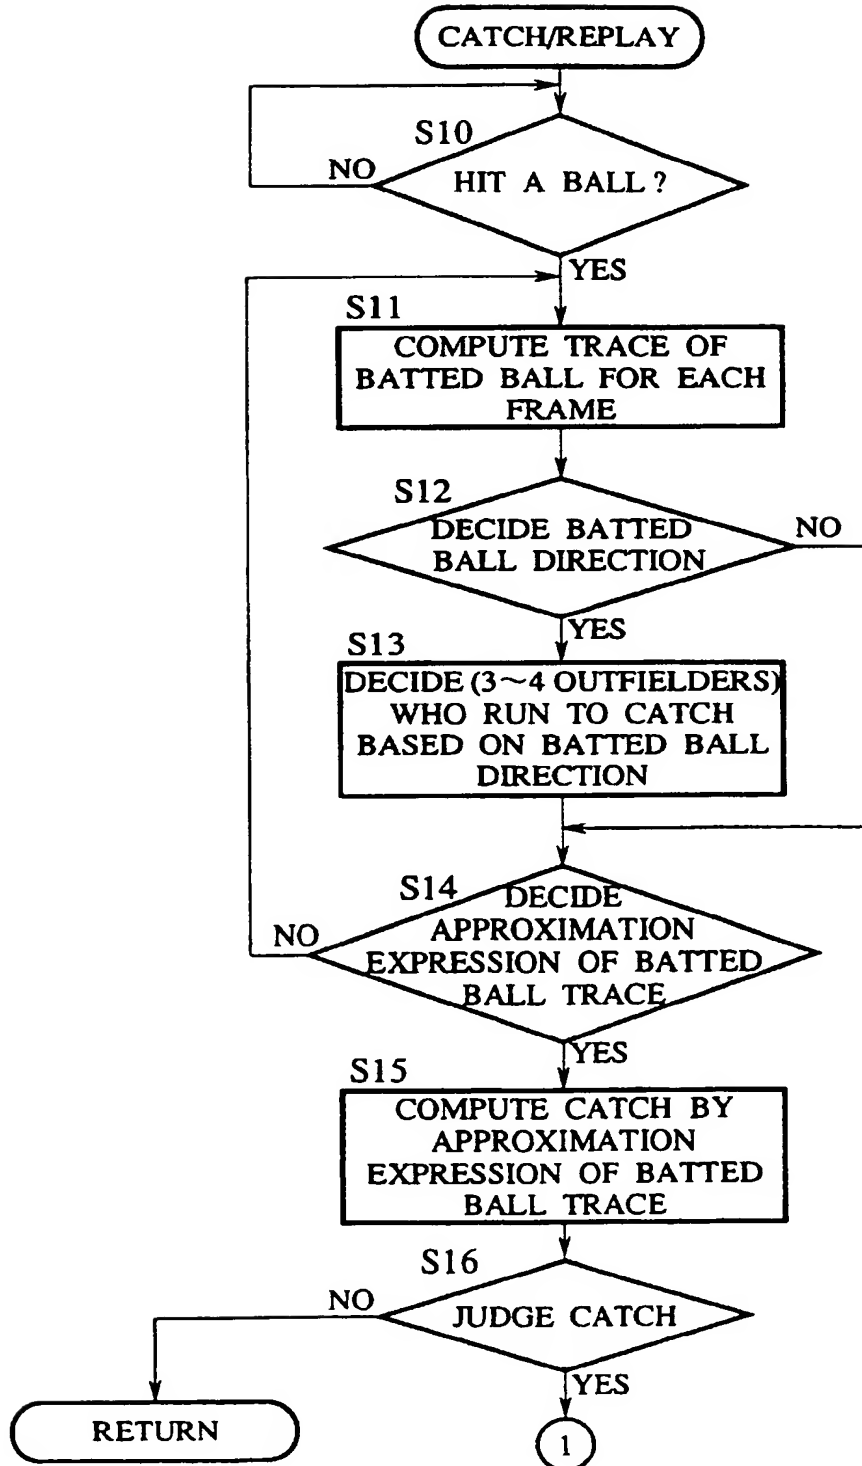 CATCH/REPLAY
S10
NO
HIT A BALL?
YES
S11
COMPUTE TRACE OF
BATTED BALL FOR EACH
FRAME
S12
DECIDE BATTED
BALL DIRECTION
NO
YES
S13
DECIDE (3~4 OUTFIELDERS)
WHO RUN TO CATCH
BASED ON BATTED BALL
DIRECTION
S14
NO
DECIDE
APPROXIMATION
EXPRESSION OF BATTED
BALL TRACE
YES
S15
COMPUTE CATCH BY
APPROXIMATION
EXPRESSION OF BATTED
BALL TRACE
S16
NO
JUDGE CATCH
YES
RETURN
1